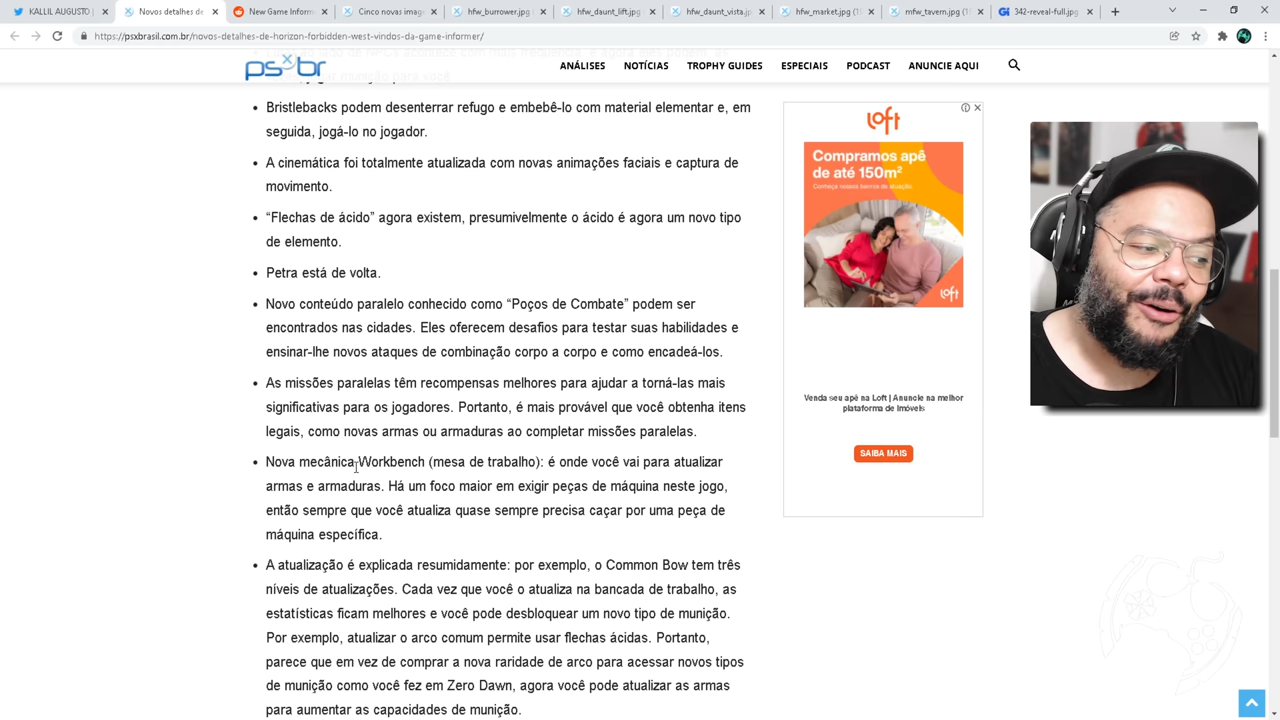 KALLIL AUGUSTO |
Novos detalhes de
New Game Inform
Cinco novas imag
hfw_burrower.jpg (
hfw_daunt_lift.jpg (
hfw_daunt_vista.jp
hfw_market.jpg (1
mfw_tavern.jpg (1
342-reveal-full.jpg
https://psxbrasil.com.br/novos-detalhes-de-horizon-forbidden-west-vindos-da-game-informer/
psxbr
ANÁLISES NOTÍCIAS TROPHY GUIDES ESPECIAIS PODCAST ANUNCIE AQUI
• Bristlebacks podem desenterrar refugo e embebê-lo com material elementar e, em
seguida, jogá-lo no jogador.
• A cinemática foi totalmente atualizada com novas animações faciais e captura de
movimento.
• “Flechas de ácido” agora existem, presumivelmente o ácido é agora um novo tipo
de elemento.
• Petra está de volta.
• Novo conteúdo paralelo conhecido como “Poços de Combate” podem ser
encontrados nas cidades. Eles oferecem desafios para testar suas habilidades e
ensinar-lhe novos ataques de combinação corpo a corpo e como encadeá-los.
• As missões paralelas têm recompensas melhores para ajudar a torná-las mais
significativas para os jogadores. Portanto, é mais provável que você obtenha itens
legais, como novas armas ou armaduras ao completar missões paralelas.
• Nova mecânica Workbench (mesa de trabalho): é onde você vai para atualizar
armas e armaduras. Há um foco maior em exigir peças de máquina neste jogo,
então sempre que você atualiza quase sempre precisa caçar por uma peça de
máquina específica.
• A atualização é explicada resumidamente: por exemplo, o Common Bow tem três
níveis de atualizações. Cada vez que você o atualiza na bancada de trabalho, as
estatísticas ficam melhores e você pode desbloquear um novo tipo de munição.
Por exemplo, atualizar o arco comum permite usar flechas ácidas. Portanto,
parece que em vez de comprar a nova raridade de arco para acessar novos tipos
de munição como você fez em Zero Dawn, agora você pode atualizar as armas
para aumentar as capacidades de munição.
loft
Compramos apê
de até 150m²
Conheça nossos bairros de atuação.
loft
Venda seu apê na Loft | Anuncie na melhor
plataforma de imóveis
SAIBA MAIS